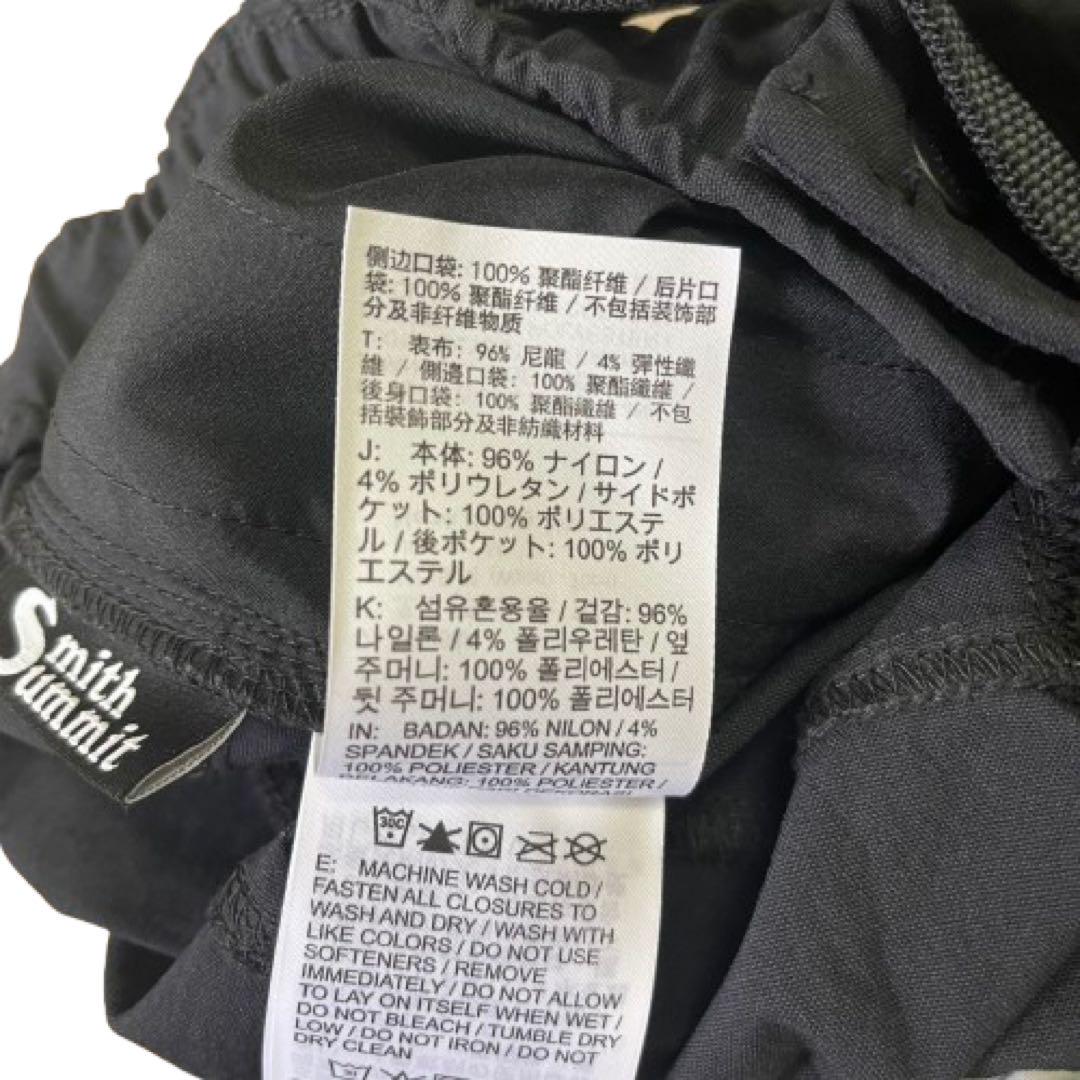 侧边口袋: 100% 聚酯纤维 / 后片口
袋: 100% 聚酯纤维 / 不包括装饰部
分及非纤维物质
T: 表布: 96% 尼龍 / 4% 彈性纖
維 / 側邊口袋: 100% 聚酯纖維 /
後身口袋: 100% 聚酯纖維 / 不包
括裝飾部分及非紡織材料
J: 本体: 96% ナイロン /
4% ポリウレタン / サイドポ
ケット: 100% ポリエステ
ル / 後ポケット: 100% ポリ
エステル
K: 섬유혼용율 / 겉감: 96%
나일론 / 4% 폴리우레탄 / 옆
주머니: 100% 폴리에스터 /
뒷 주머니: 100% 폴리에스터
IN: BADAN: 96% NILON / 4%
SPANDEK / SAKU SAMPING:
100% POLIESTER / KANTUNG
BELAKANG: 100% POLIESTER /
Smith
Summit
30C
E: MACHINE WASH COLD /
FASTEN ALL CLOSURES TO
WASH AND DRY / WASH WITH
LIKE COLORS / DO NOT USE
SOFTENERS / REMOVE
IMMEDIATELY / DO NOT ALLOW
TO LAY ON ITSELF WHEN WET /
DO NOT BLEACH / TUMBLE DRY
LOW / DO NOT IRON / DO NOT
DRY CLEAN